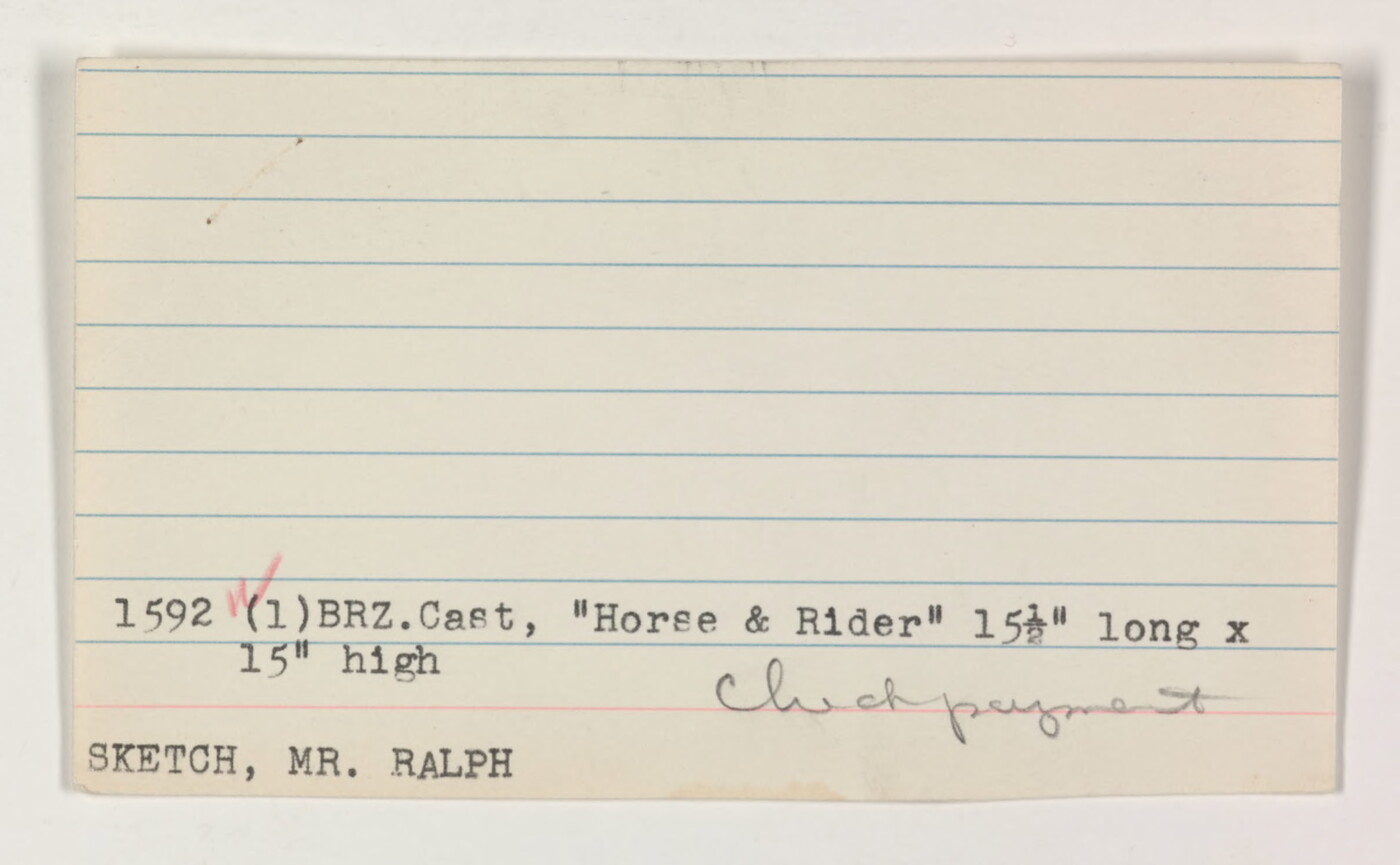 1592 (1)BRZ.Cast, "Horse & Rider" 15½" long x
15" high
Check payment
SKETCH, MR. RALPH